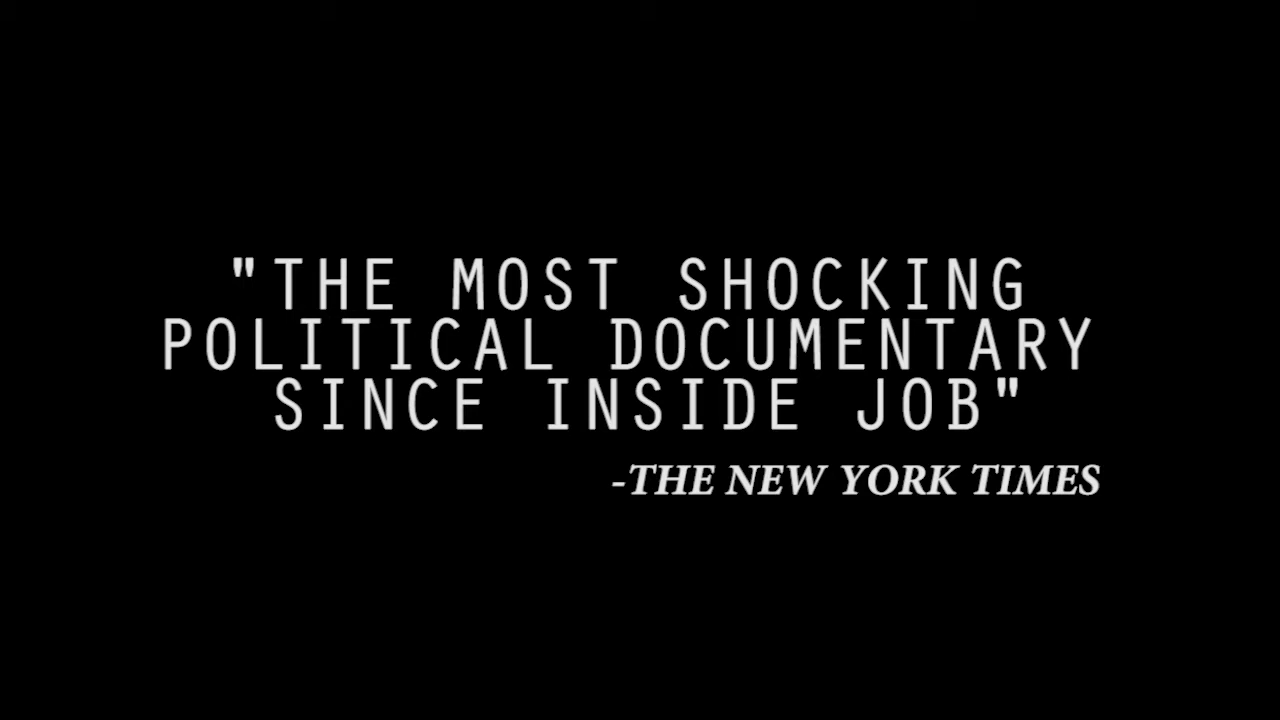 "THE MOST SHOCKING
POLITICAL DOCUMENTARY
SINCE INSIDE JOB"
-THE NEW YORK TIMES